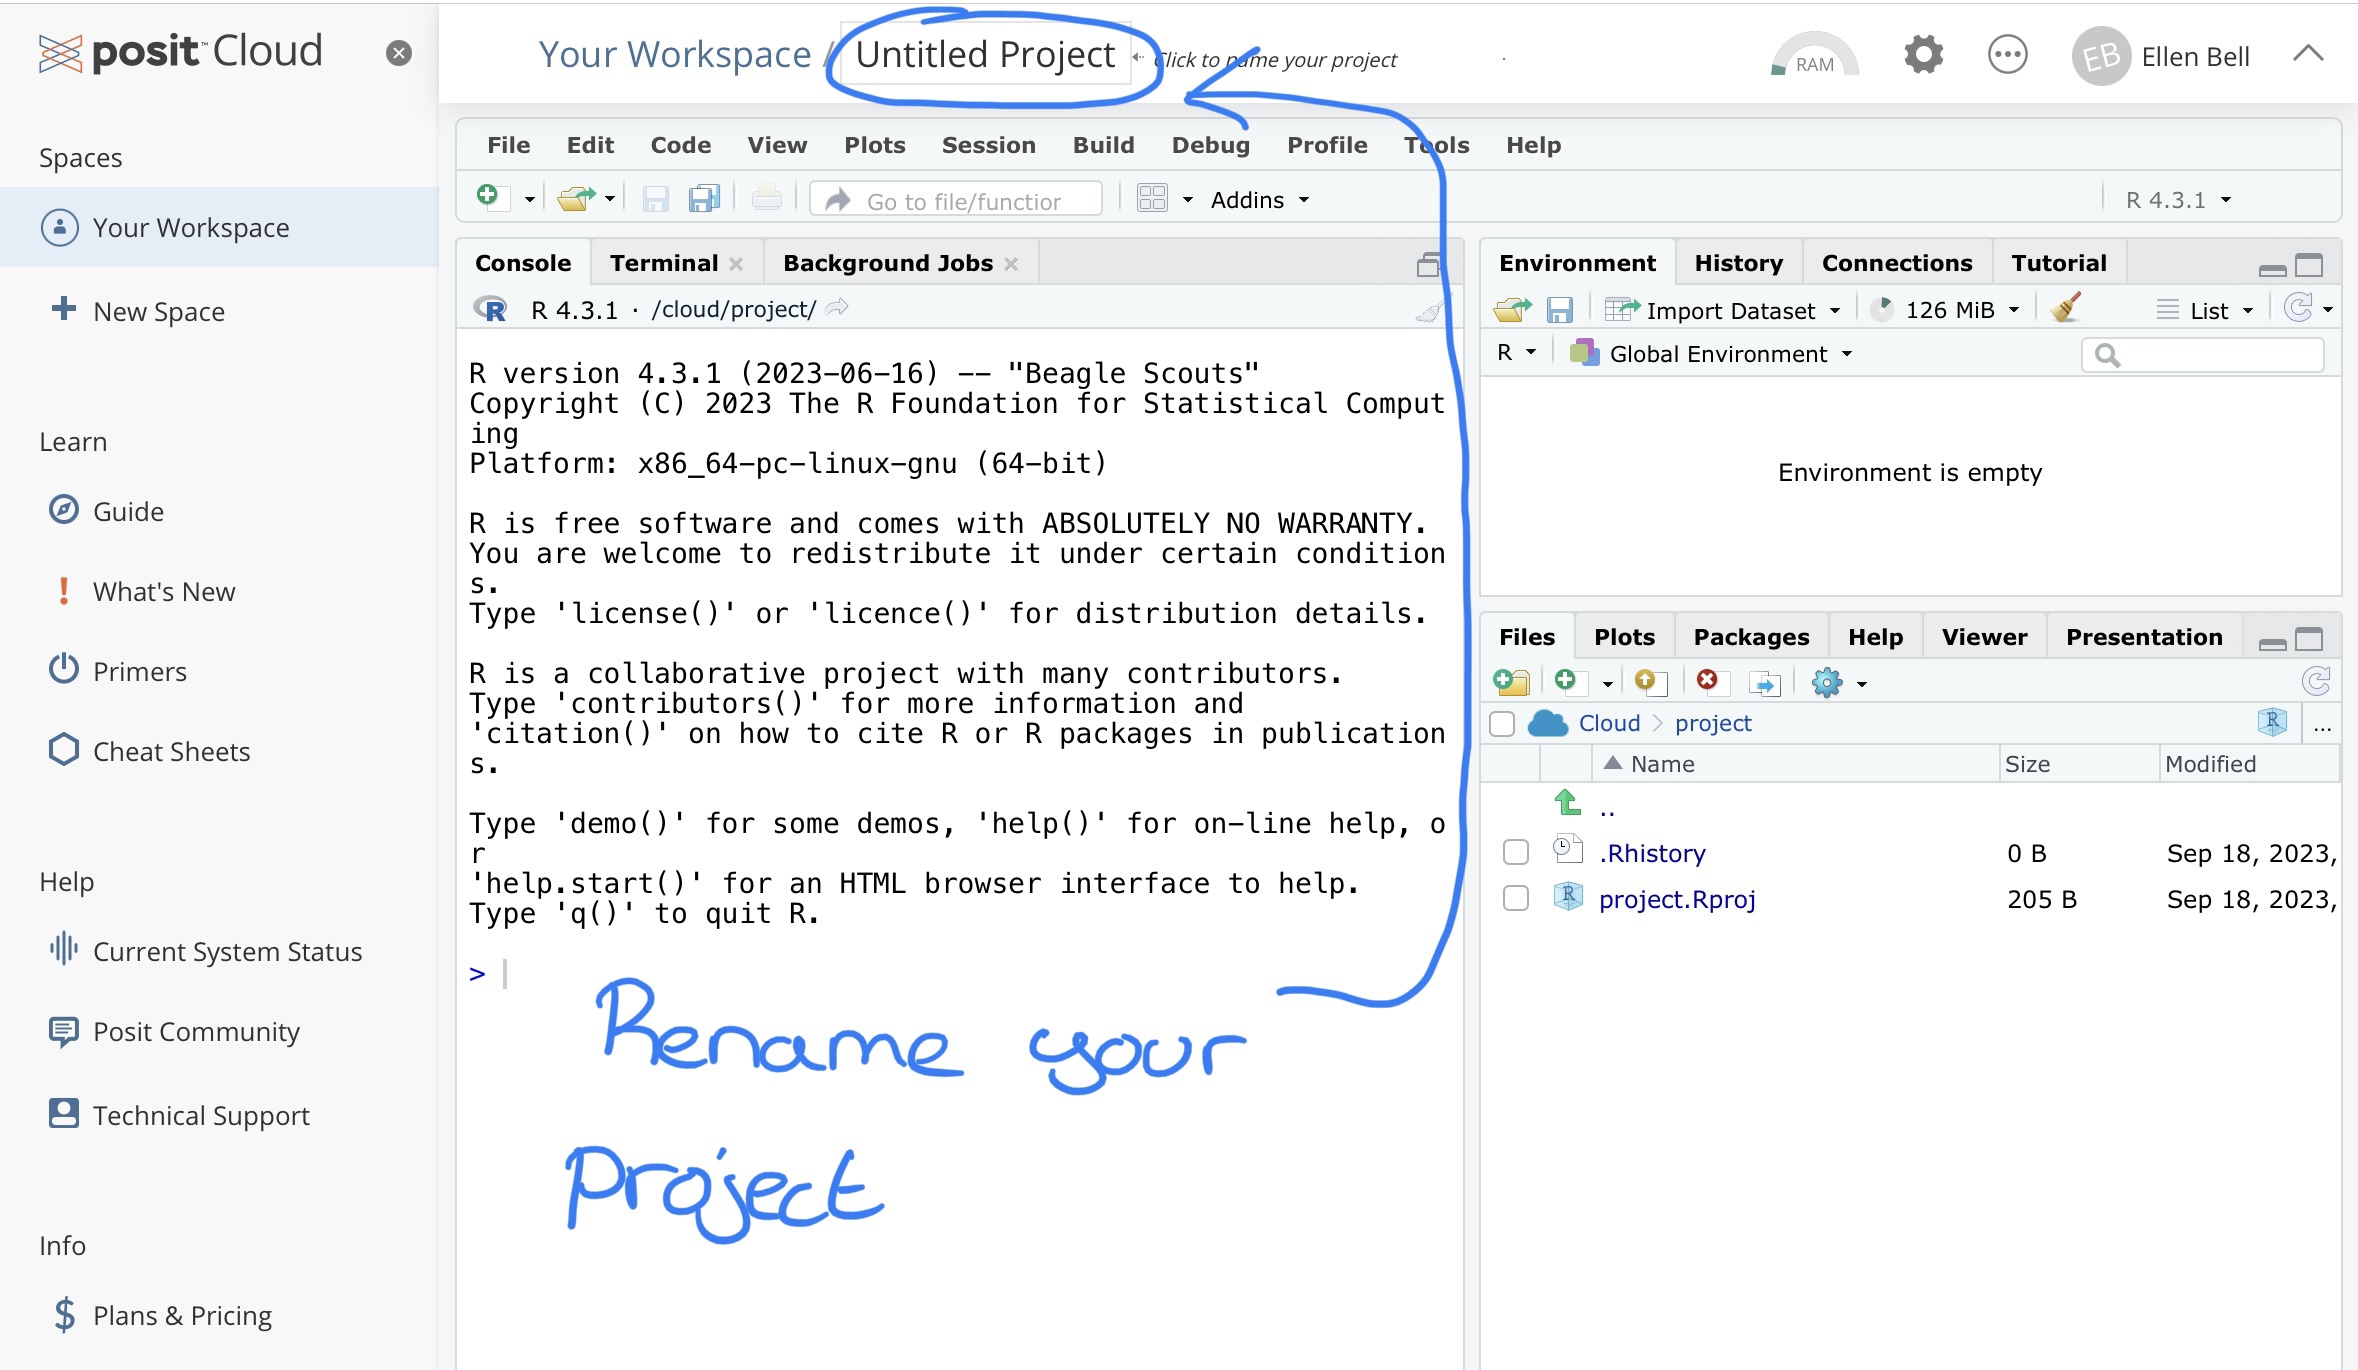 posit™ Cloud
Your Workspace / Untitled Project
Click to name your project
RAM
EB
Ellen Bell
Spaces
Your Workspace
New Space
Learn
Guide
What's New
Primers
Cheat Sheets
Help
Current System Status
Posit Community
Technical Support
Info
Plans & Pricing
File Edit Code View Plots Session Build Debug Profile Tools Help
Go to file/function
Addins
R 4.3.1
Console Terminal Background Jobs
R 4.3.1 · /cloud/project/
R version 4.3.1 (2023-06-16) -- "Beagle Scouts"
Copyright (C) 2023 The R Foundation for Statistical Comput
ing
Platform: x86_64-pc-linux-gnu (64-bit)
R is free software and comes with ABSOLUTELY NO WARRANTY.
You are welcome to redistribute it under certain condition
s.
Type 'license()' or 'licence()' for distribution details.
R is a collaborative project with many contributors.
Type 'contributors()' for more information and
'citation()' on how to cite R or R packages in publication
s.
Type 'demo()' for some demos, 'help()' for on-line help, o
r
'help.start()' for an HTML browser interface to help.
Type 'q()' to quit R.
>
Rename your
project
Environment History Connections Tutorial
Import Dataset 126 MiB List
R Global Environment
Environment is empty
Files Plots Packages Help Viewer Presentation
Cloud > project
R ...
Name Size Modified
..
.Rhistory 0 B Sep 18, 2023,
project.Rproj 205 B Sep 18, 2023,